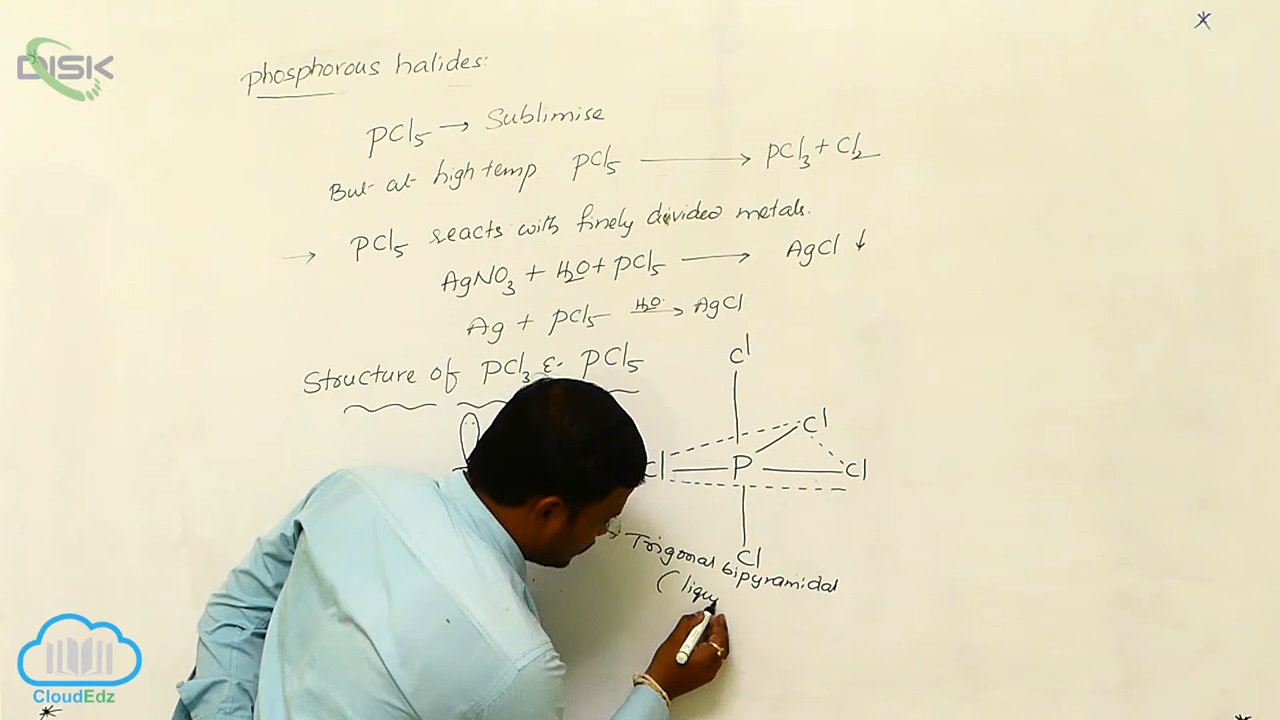 DISK
phosphorous halides:
PCl5 → Sublimise
But at high temp PCl5 → PCl3 + Cl2
→ PCl5 reacts with finely divided metals.
AgNO3 + H2O + PCl5 → AgCl ↓
Ag + PCl5 H2O→ AgCl
Structure of PCl3 & PCl5
Cl
Cl
Cl P Cl
Cl
→ Trigonal bipyramidal
(liqu
CloudEdz